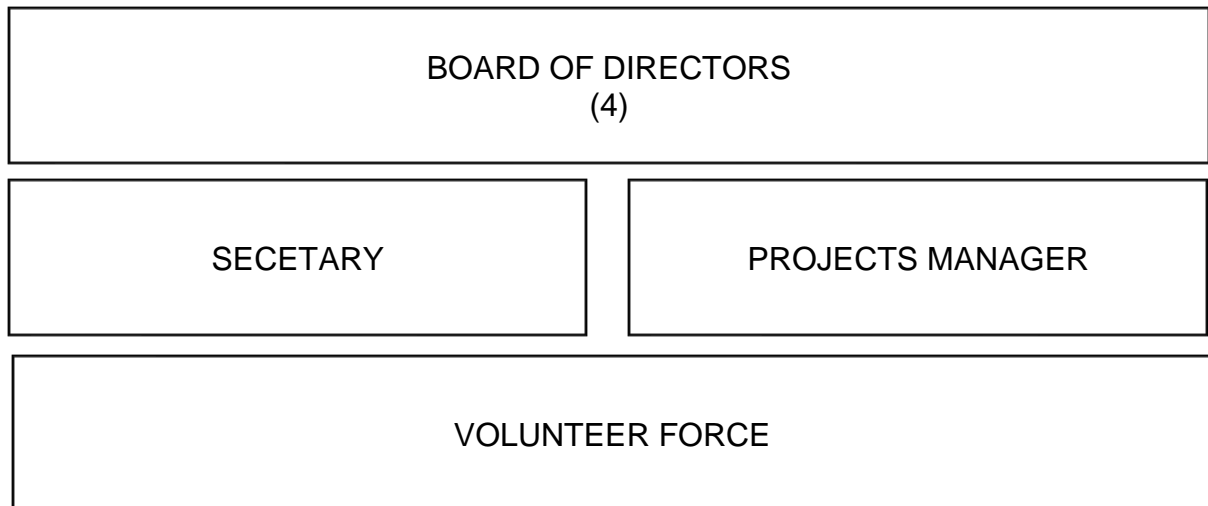 BOARD OF DIRECTORS
(4)
SECETARY
PROJECTS MANAGER
VOLUNTEER FORCE